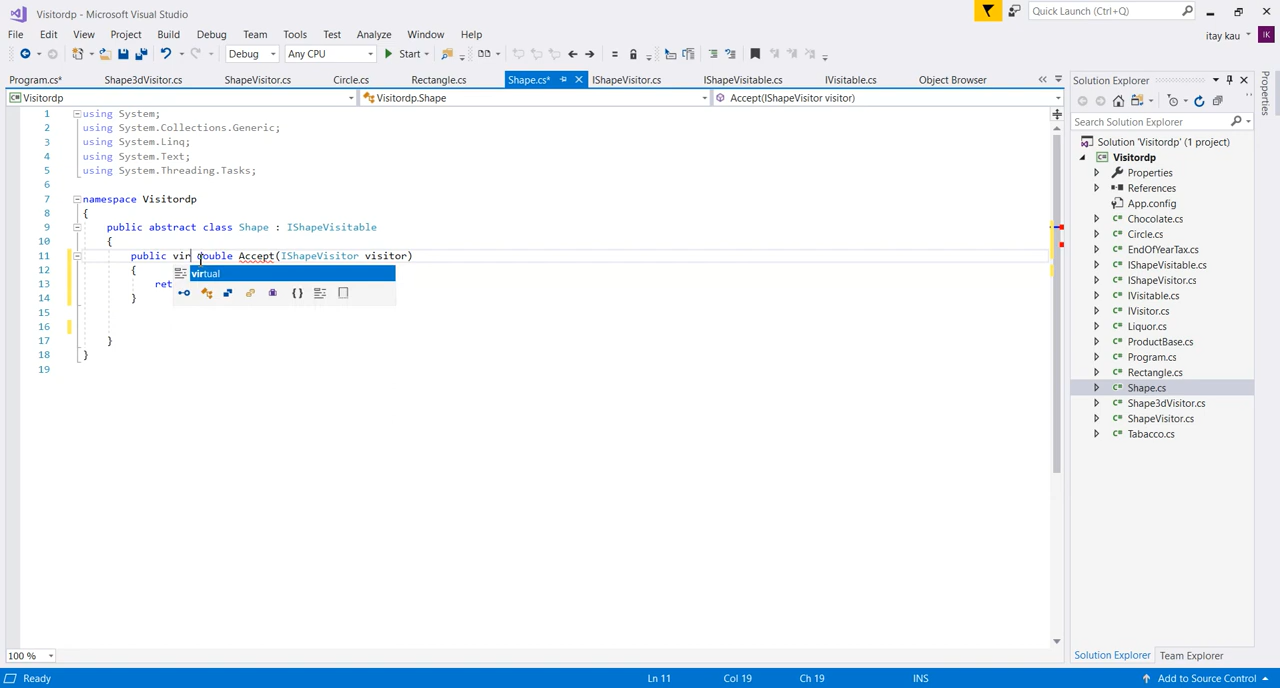 Visitordp - Microsoft Visual Studio
Quick Launch (Ctrl+Q)
File Edit View Project Build Debug Team Tools Test Analyze Window Help
itay kau
IK
Debug Any CPU Start
Program.cs* Shape3dVisitor.cs ShapeVisitor.cs Circle.cs Rectangle.cs Shape.cs* IShapeVisitor.cs IShapeVisitable.cs IVisitable.cs Object Browser
Visitordp Visitordp.Shape Accept(IShapeVisitor visitor)
1 using System;
2 using System.Collections.Generic;
3 using System.Linq;
4 using System.Text;
5 using System.Threading.Tasks;
6
7 namespace Visitordp
8 {
9 public abstract class Shape : IShapeVisitable
10 {
11 public vir double Accept(IShapeVisitor visitor)
12 {
virtual
13 ret
14 }
15
16
17 }
18 }
19
100 %
Solution Explorer
Search Solution Explorer
Solution 'Visitordp' (1 project)
Visitordp
Properties
References
App.config
Chocolate.cs
Circle.cs
EndOfYearTax.cs
IShapeVisitable.cs
IShapeVisitor.cs
IVisitable.cs
IVisitor.cs
Liquor.cs
ProductBase.cs
Program.cs
Rectangle.cs
Shape.cs
Shape3dVisitor.cs
ShapeVisitor.cs
Tabacco.cs
Solution Explorer Team Explorer
Properties
Ready Ln 11 Col 19 Ch 19 INS Add to Source Control